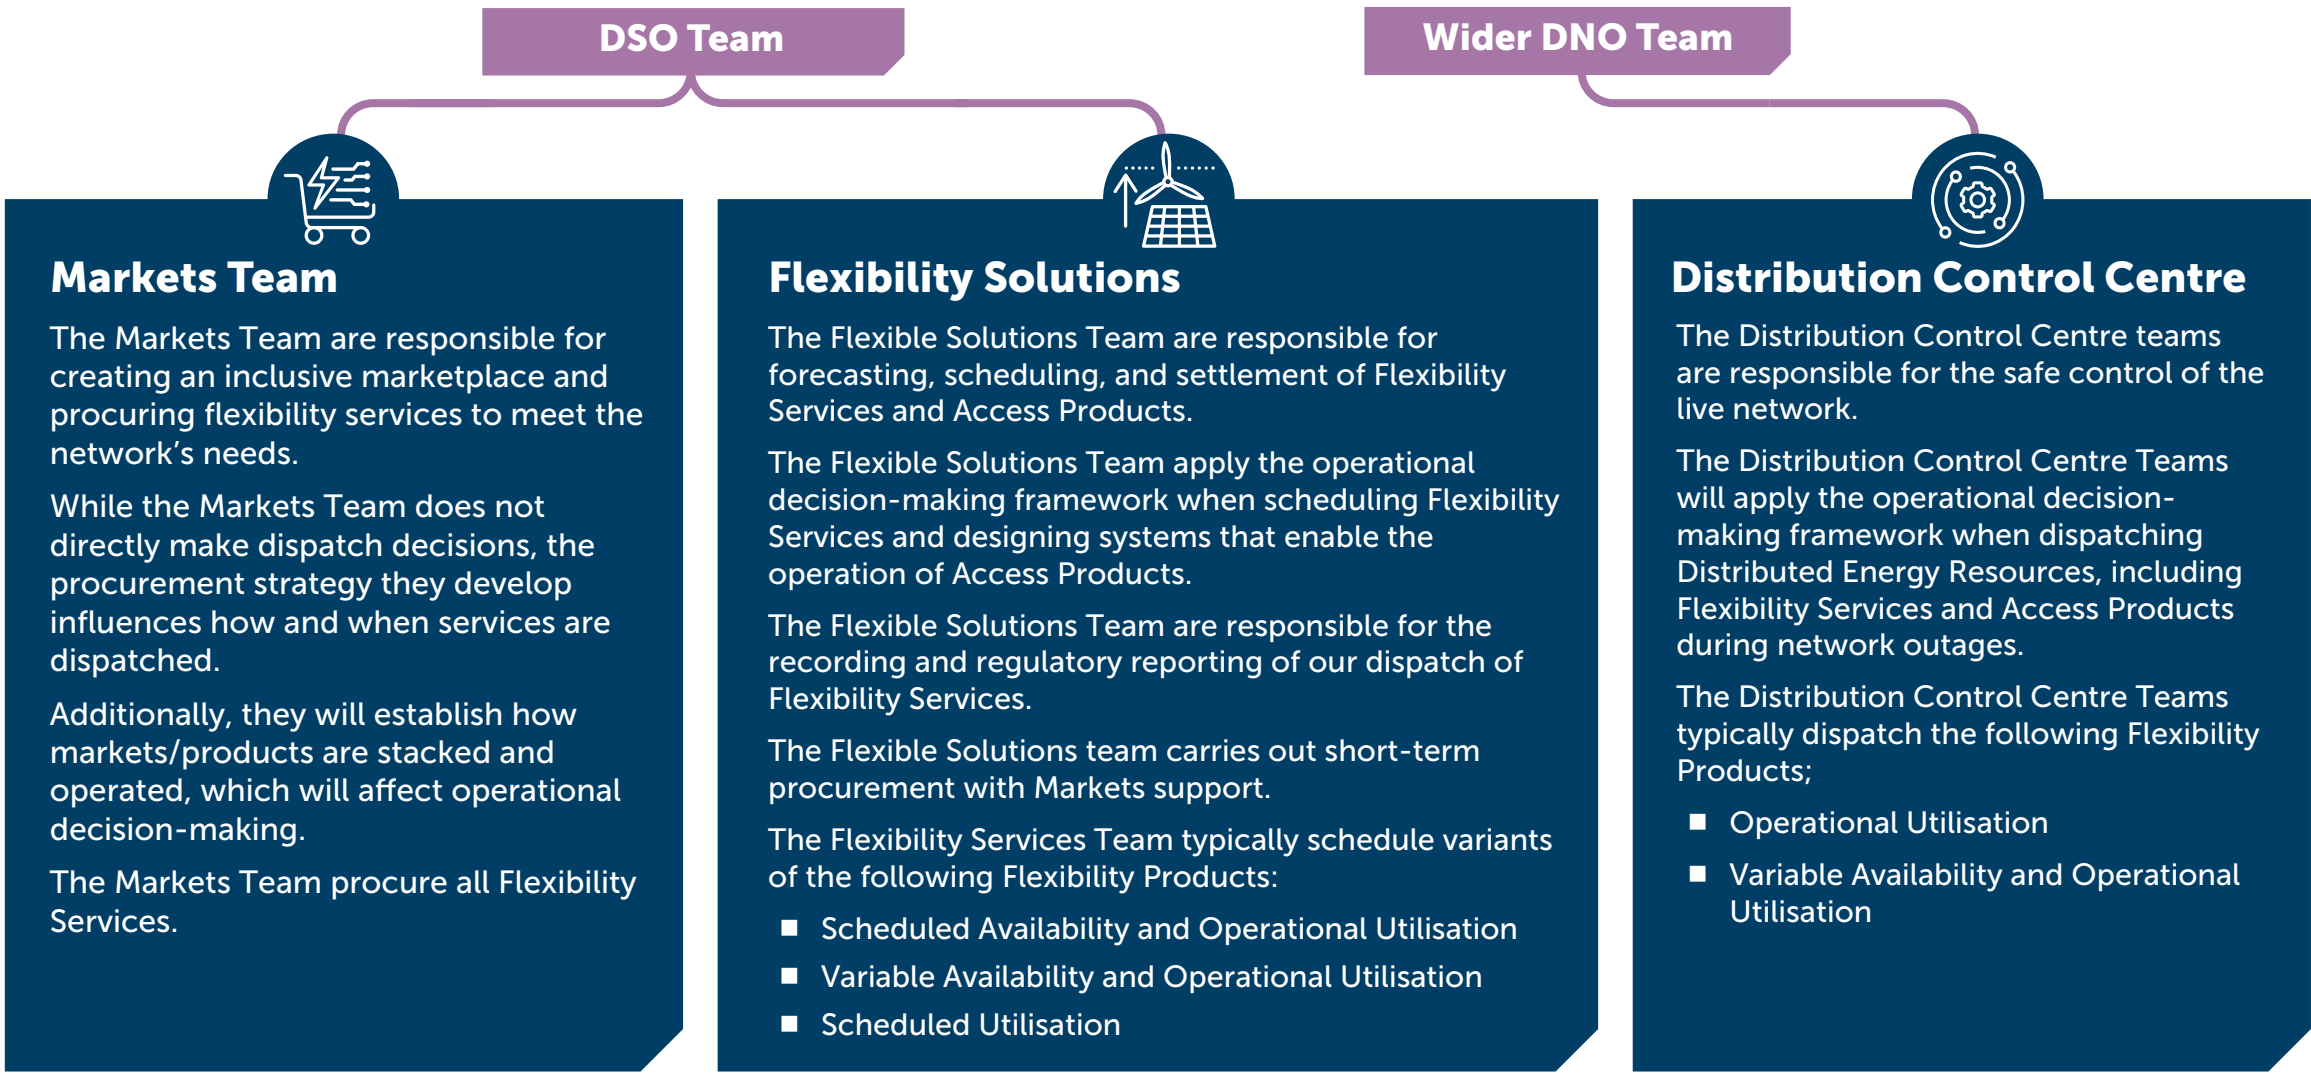 DSO Team
Wider DNO Team
Markets Team
The Markets Team are responsible for
creating an inclusive marketplace and
procuring flexibility services to meet the
network’s needs.
While the Markets Team does not
directly make dispatch decisions, the
procurement strategy they develop
influences how and when services are
dispatched.
Additionally, they will establish how
markets/products are stacked and
operated, which will affect operational
decision-making.
The Markets Team procure all Flexibility
Services.
Flexibility Solutions
The Flexible Solutions Team are responsible for
forecasting, scheduling, and settlement of Flexibility
Services and Access Products.
The Flexible Solutions Team apply the operational
decision-making framework when scheduling Flexibility
Services and designing systems that enable the
operation of Access Products.
The Flexible Solutions Team are responsible for the
recording and regulatory reporting of our dispatch of
Flexibility Services.
The Flexible Solutions team carries out short-term
procurement with Markets support.
The Flexibility Services Team typically schedule variants
of the following Flexibility Products:
■ Scheduled Availability and Operational Utilisation
■ Variable Availability and Operational Utilisation
■ Scheduled Utilisation
Distribution Control Centre
The Distribution Control Centre teams
are responsible for the safe control of the
live network.
The Distribution Control Centre Teams
will apply the operational decision-
making framework when dispatching
Distributed Energy Resources, including
Flexibility Services and Access Products
during network outages.
The Distribution Control Centre Teams
typically dispatch the following Flexibility
Products;
■ Operational Utilisation
■ Variable Availability and Operational
Utilisation